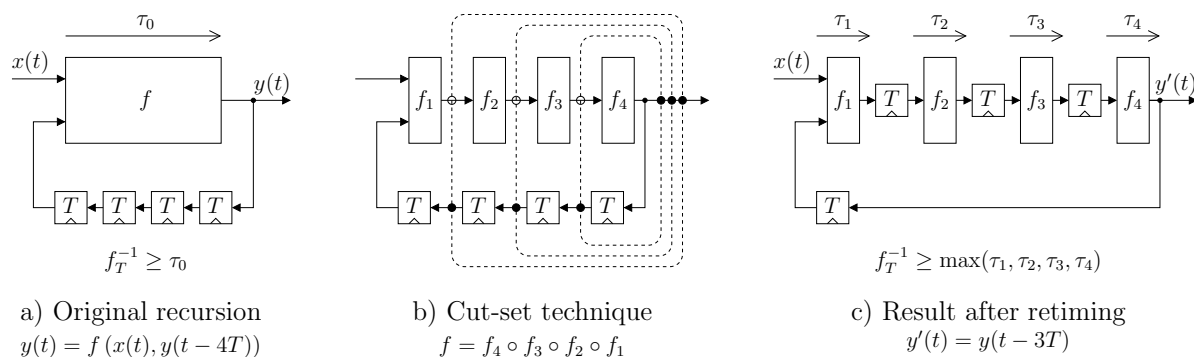 τ₀
x(t)
f
y(t)
T T T T
f_T^{-1} ≥ τ₀
a) Original recursion
y(t) = f (x(t), y(t − 4T))
f₁ f₂ f₃ f₄
T T T T
b) Cut-set technique
f = f₄ ∘ f₃ ∘ f₂ ∘ f₁
τ₁ τ₂ τ₃ τ₄
x(t)
y′(t)
f₁ T f₂ T f₃ T f₄
T
f_T^{-1} ≥ max(τ₁, τ₂, τ₃, τ₄)
c) Result after retiming
y′(t) = y(t − 3T)